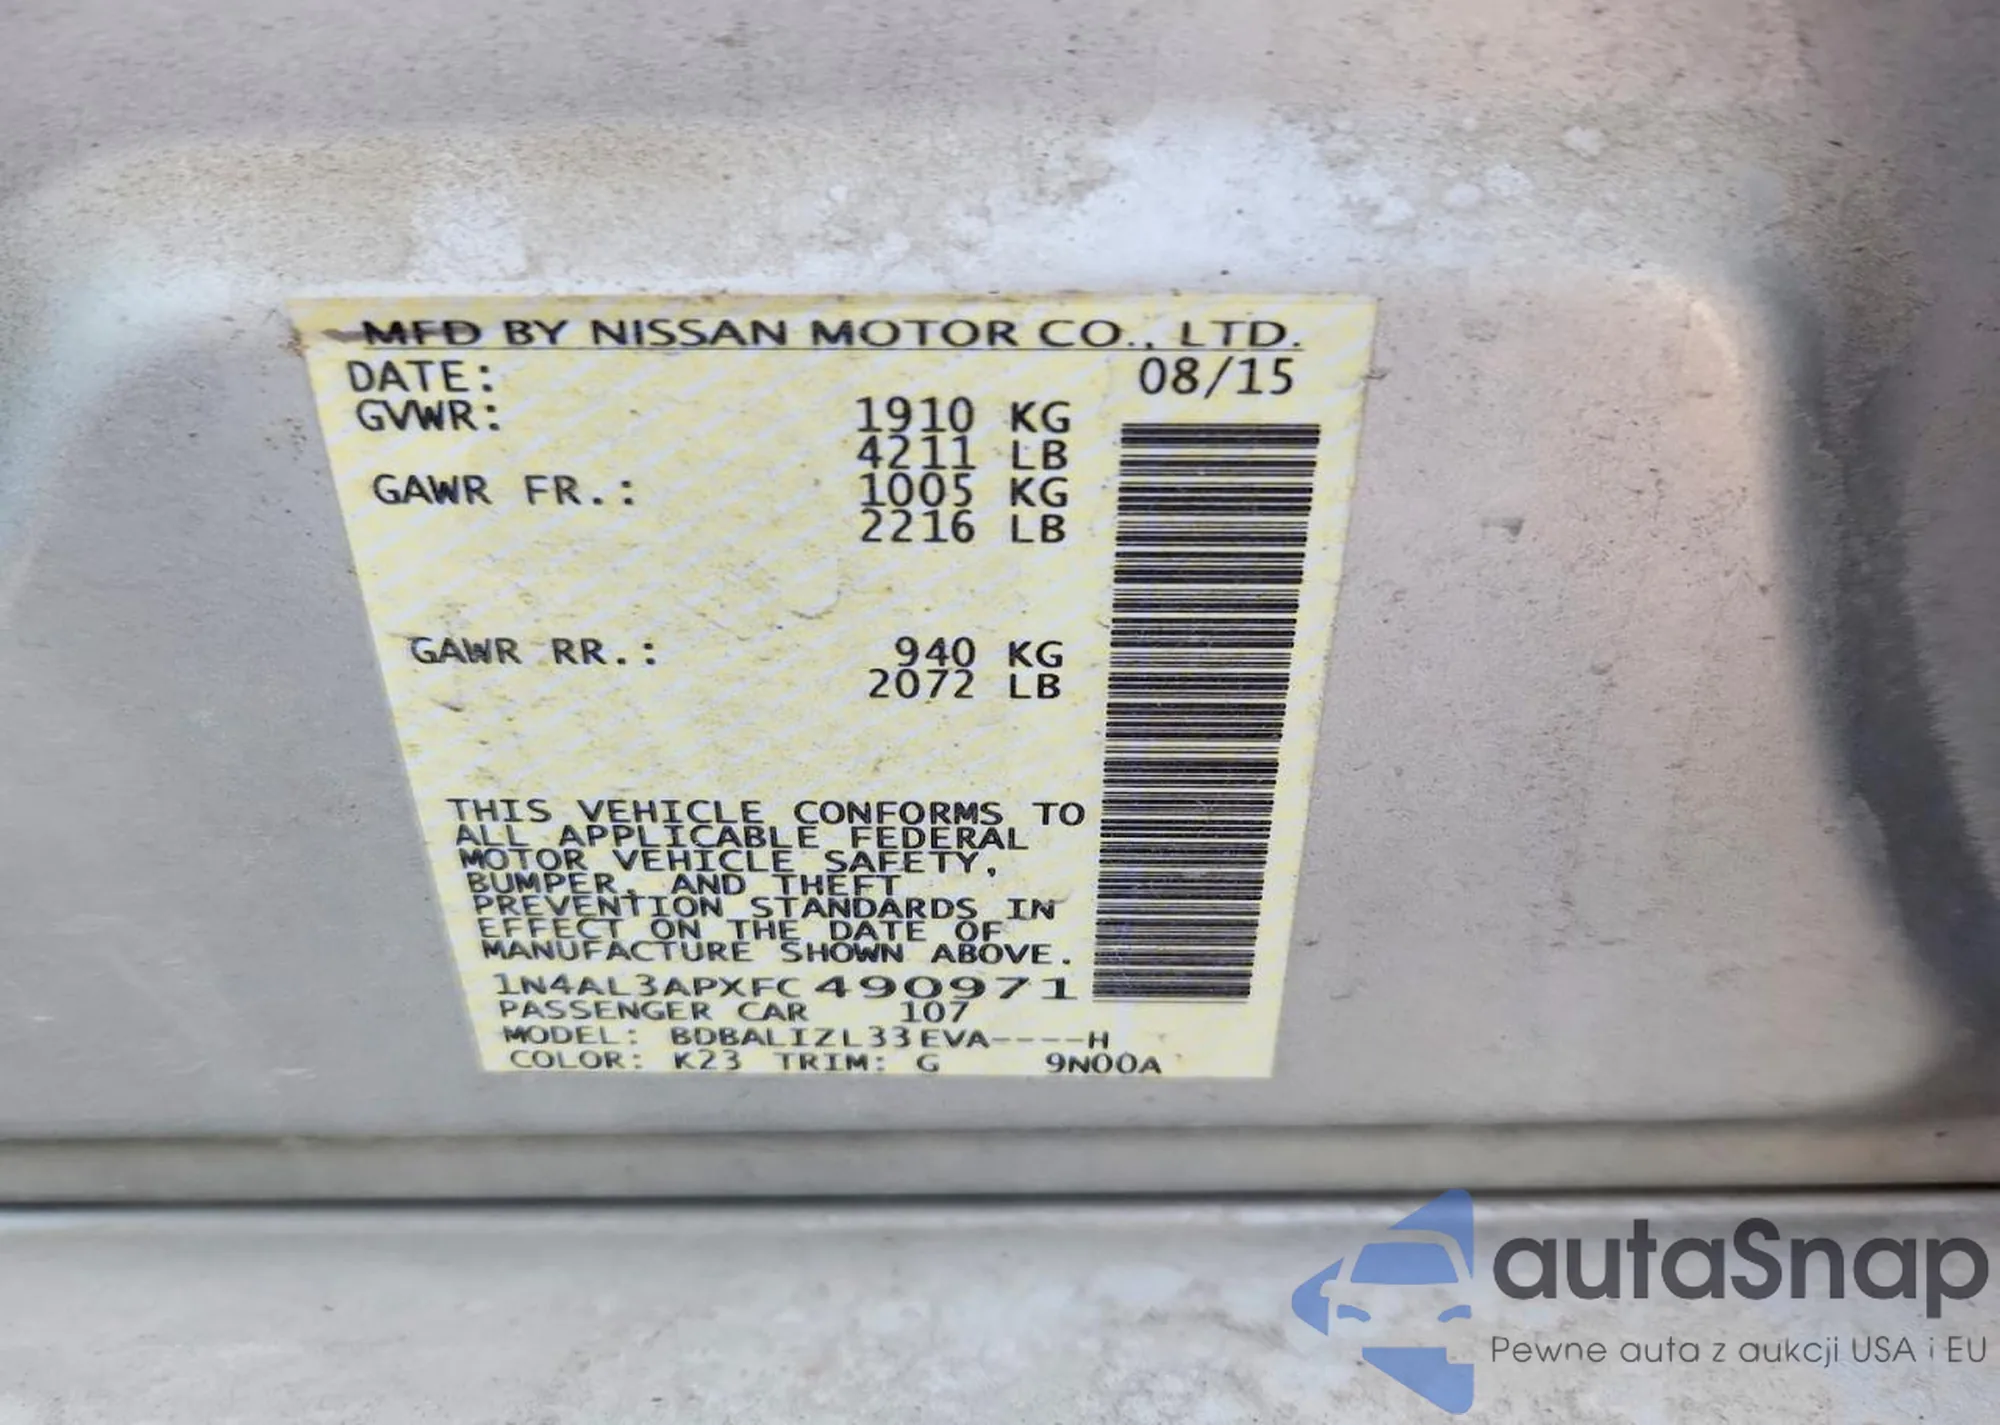 MFD BY NISSAN MOTOR CO., LTD.
DATE: 08/15
GVWR: 1910 KG
4211 LB
GAWR FR.: 1005 KG
2216 LB
GAWR RR.: 940 KG
2072 LB
THIS VEHICLE CONFORMS TO
ALL APPLICABLE FEDERAL
MOTOR VEHICLE SAFETY,
BUMPER, AND THEFT
PREVENTION STANDARDS IN
EFFECT ON THE DATE OF
MANUFACTURE SHOWN ABOVE.
1N4AL3APXFC490971
PASSENGER CAR 107
MODEL: BDBALIZL33EVA----H
COLOR: K23 TRIM: G 9N00A
autaSnap
Pewne auta z aukcji USA i EU